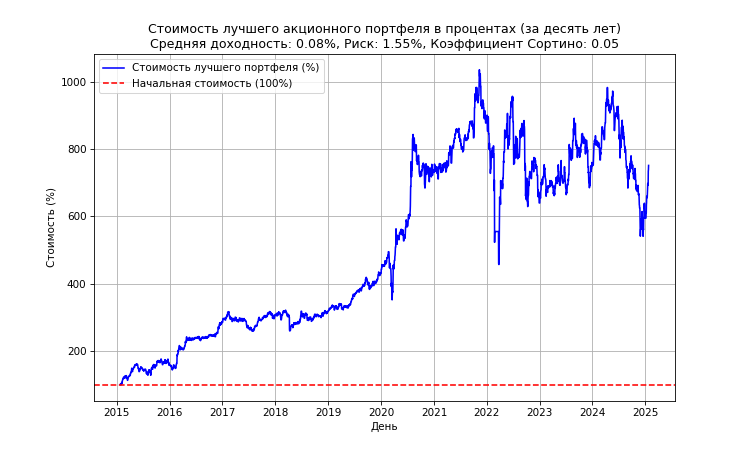 Стоимость лучшего акционного портфеля в процентах (за десять лет)
Средняя доходность: 0.08%, Риск: 1.55%, Коэффициент Сортино: 0.05
Стоимость лучшего портфеля (%)
Начальная стоимость (100%)
Стоимость (%)
1000
800
600
400
200
2015 2016 2017 2018 2019 2020 2021 2022 2023 2024 2025
День